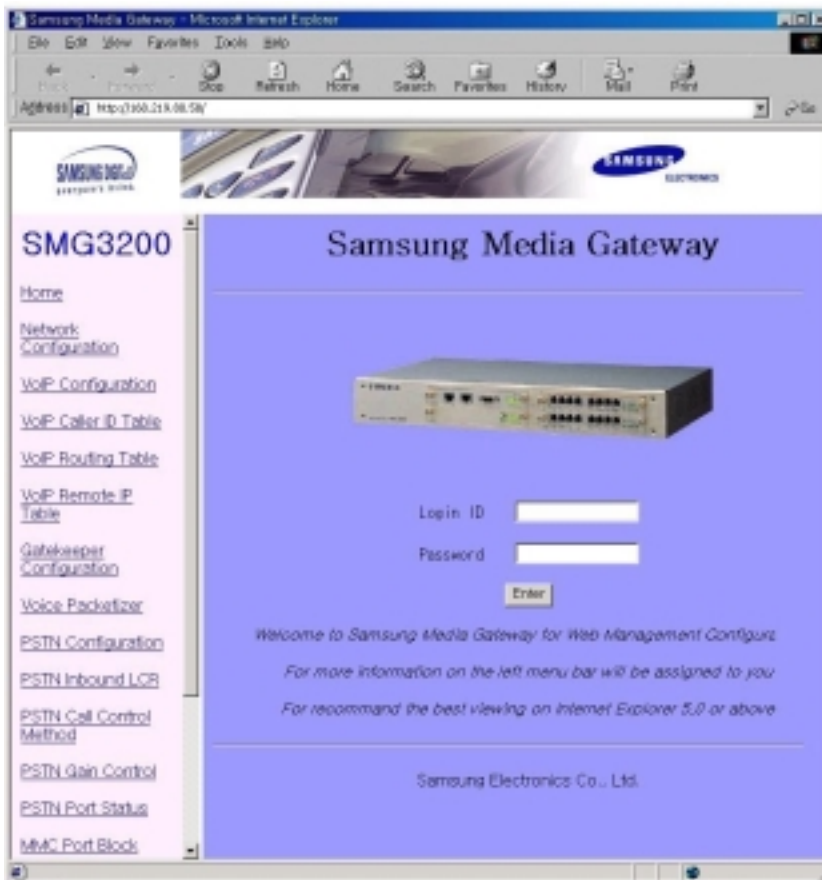 Samsung Media Gateway - Microsoft Internet Explorer
File Edit View Favorites Tools Help
Back Forward Stop Refresh Home Search Favorites History Mail Print
Address Go
SAMSUNG
SAMSUNG
ELECTRONICS
SMG3200
Home
Network
Configuration
VoIP Configuration
VoIP Caller ID Table
VoIP Routing Table
VoIP Remote IP
Table
Gatekeeper
Configuration
Voice Packetizer
PSTN Configuration
PSTN Inbound LCR
PSTN Call Control
Method
PSTN Gain Control
PSTN Port Status
MMC Port Block
Samsung Media Gateway
Login ID
Password
Enter
Welcome to Samsung Media Gateway for Web Management Configura
For more information on the left menu bar will be assigned to you
For recommand the best viewing on Internet Explorer 5.0 or above
Samsung Electronics Co., Ltd.